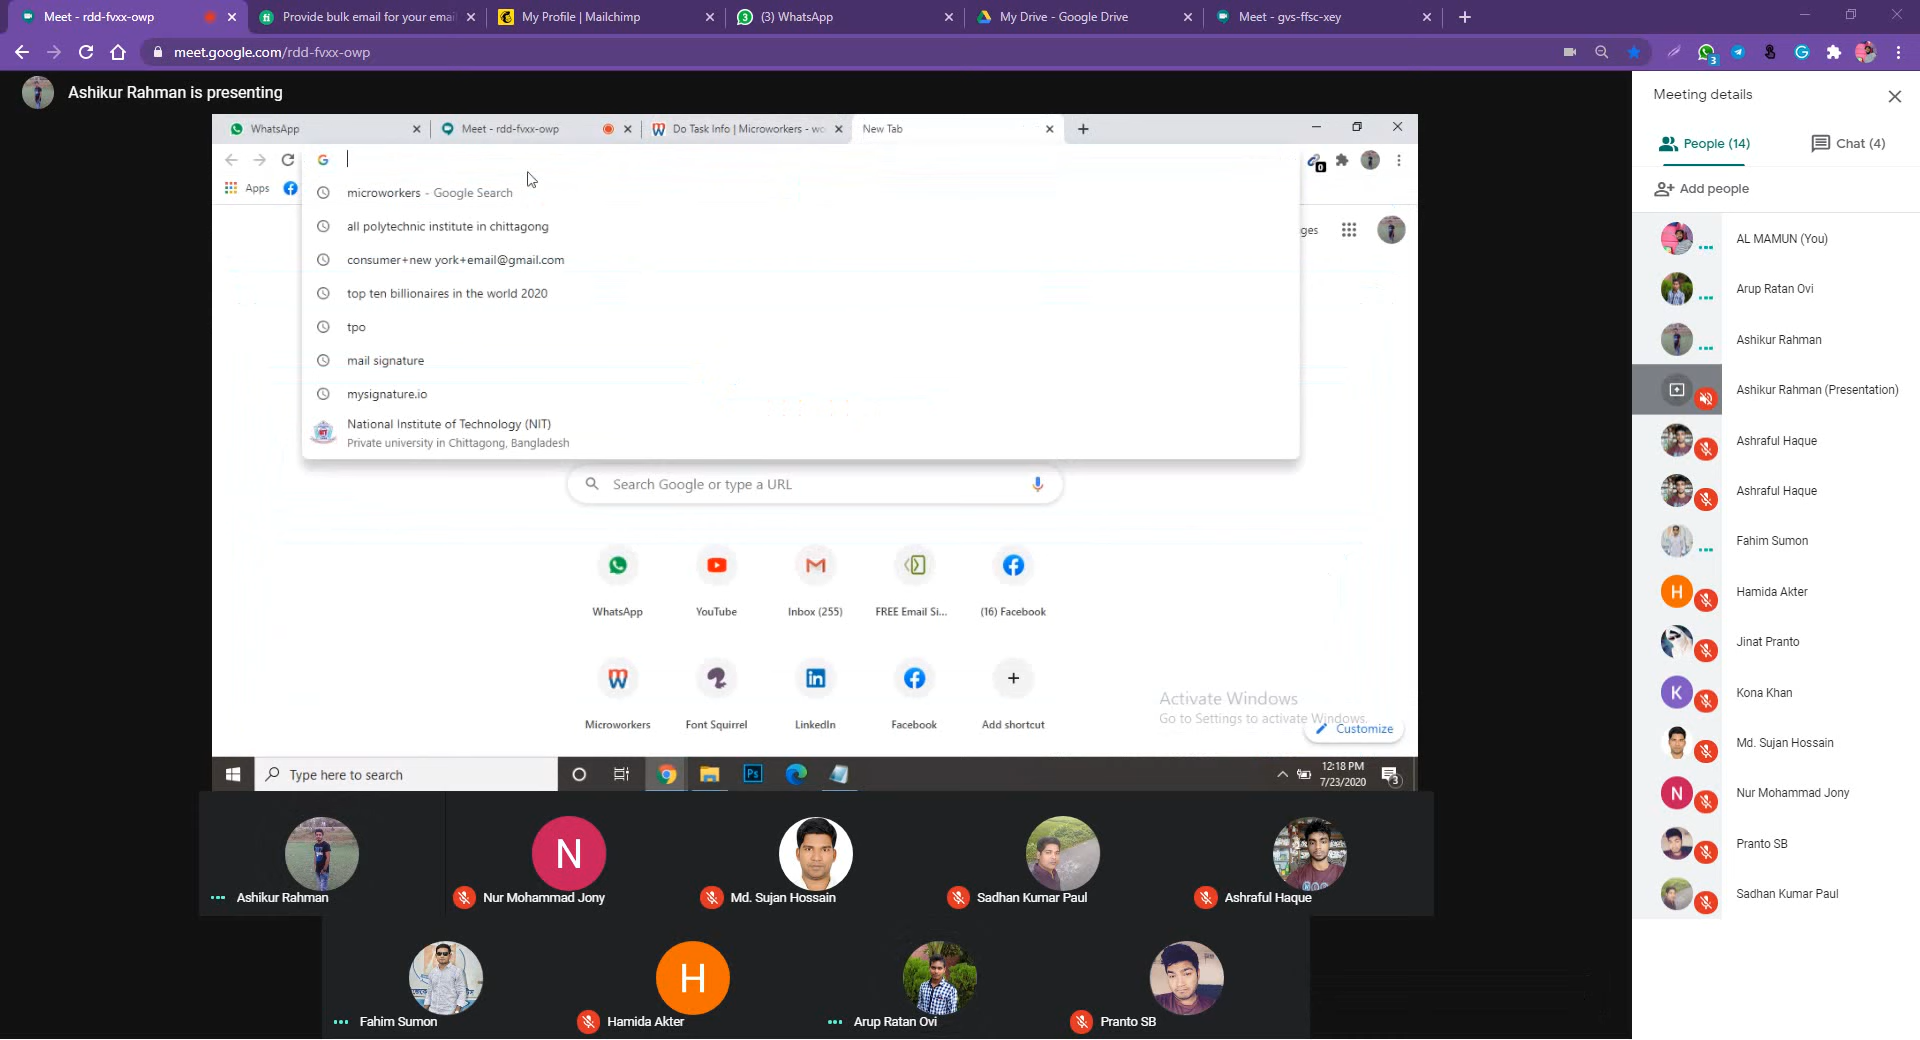 Meet - rdd-fvxx-owp
Provide bulk email for your emai
My Profile | Mailchimp
(3) WhatsApp
My Drive - Google Drive
Meet - gvs-ffsc-xey
meet.google.com/rdd-fvxx-owp
3
Ashikur Rahman is presenting
WhatsApp
Meet - rdd-fvxx-owp
Do Task Info | Microworkers - wo
New Tab
0
Apps
microworkers - Google Search
all polytechnic institute in chittagong
consumer+new york+email@gmail.com
top ten billionaires in the world 2020
tpo
mail signature
mysignature.io
National Institute of Technology (NIT)
Private university in Chittagong, Bangladesh
ges
Search Google or type a URL
WhatsApp
YouTube
Inbox (255)
FREE Email Si...
(16) Facebook
Microworkers
Font Squirrel
LinkedIn
Facebook
Add shortcut
Activate Windows
Go to Settings to activate Windows.
Customize
Type here to search
Ps
12:18 PM
7/23/2020
3
Ashikur Rahman
N
Nur Mohammad Jony
Md. Sujan Hossain
Sadhan Kumar Paul
Ashraful Haque
Fahim Sumon
H
Hamida Akter
Arup Ratan Ovi
Pranto SB
Meeting details
People (14)
Chat (4)
Add people
AL MAMUN (You)
Arup Ratan Ovi
Ashikur Rahman
Ashikur Rahman (Presentation)
Ashraful Haque
Ashraful Haque
Fahim Sumon
H
Hamida Akter
Jinat Pranto
K
Kona Khan
Md. Sujan Hossain
N
Nur Mohammad Jony
Pranto SB
Sadhan Kumar Paul